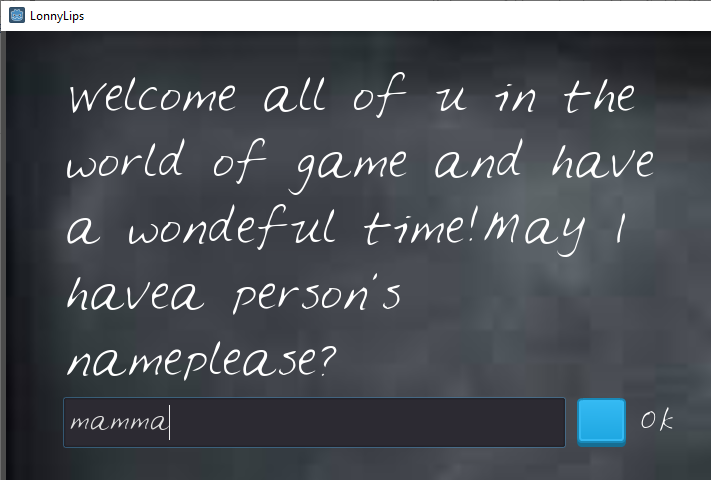 LonnyLips
Welcome all of u in the
world of game and have
a wondeful time!May I
havea person's
nameplease?
mamma
Ok